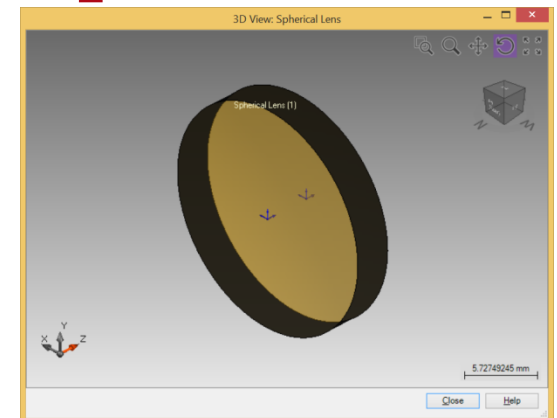 3D View: Spherical Lens
Spherical Lens (1)
Y
X
Z
5.72749245 mm
Close
Help